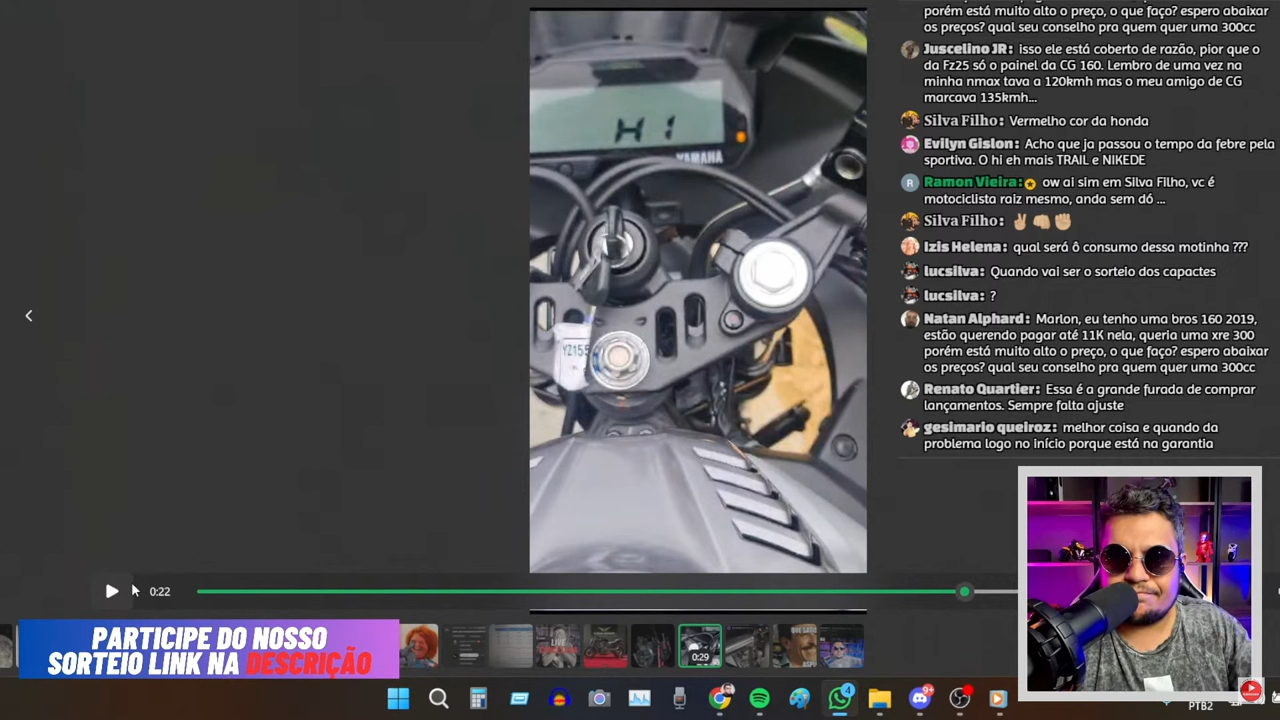 porém está muito alto o preço, o que faço? espero abaixar
os preços? qual seu conselho pra quem quer uma 300cc
Juscelino JR: isso ele está coberto de razão, pior que o
da Fz25 só o painel da CG 160. Lembro de uma vez na
minha nmax tava a 120kmh mas o meu amigo de CG
marcava 135kmh...
Silva Filho: Vermelho cor da honda
Evilyn Gislon: Acho que ja passou o tempo da febre pela
sportiva. O hi eh mais TRAIL e NIKEDE
R Ramon Vieira: ow ai sim em Silva Filho, vc é
motociclista raiz mesmo, anda sem dó ...
Silva Filho: ✌🏼👊🏼✊🏼
Izis Helena: qual será ô consumo dessa motinha ???
lucsilva: Quando vai ser o sorteio dos capactes
lucsilva: ?
Natan Alphard: Marlon, eu tenho uma bros 160 2019,
estão querendo pagar até 11K nela, queria uma xre 300
porém está muito alto o preço, o que faço? espero abaixar
os preços? qual seu conselho pra quem quer uma 300cc
Renato Quartier: Essa é a grande furada de comprar
lançamentos. Sempre falta ajuste
gesimario queiroz: melhor coisa e quando da
problema logo no início porque está na garantia
H I
YAMAHA
YZ155
0:22
PARTICIPE DO NOSSO
SORTEIO LINK NA DESCRIÇÃO
LIVE
0:29
4
9+
PTB2